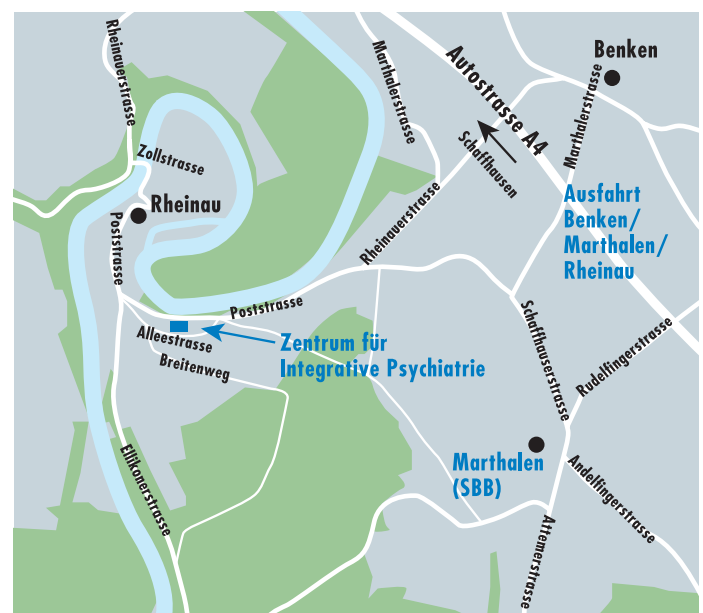 Rheinauerstrasse
Marthalerstrasse
Autostrasse A4
Benken
Marthalerstrasse
Schaffhausen
Zollstrasse
Rheinau
Poststrasse
Rheinauerstrasse
Ausfahrt
Benken/
Marthalen/
Rheinau
Poststrasse
Alleestrasse
Breitenweg
Zentrum für
Integrative Psychiatrie
Schaffhauserstrasse
Rudelfingerstrasse
Ellikonerstrasse
Marthalen
(SBB)
Andelfingerstrasse
Attemerstrasse